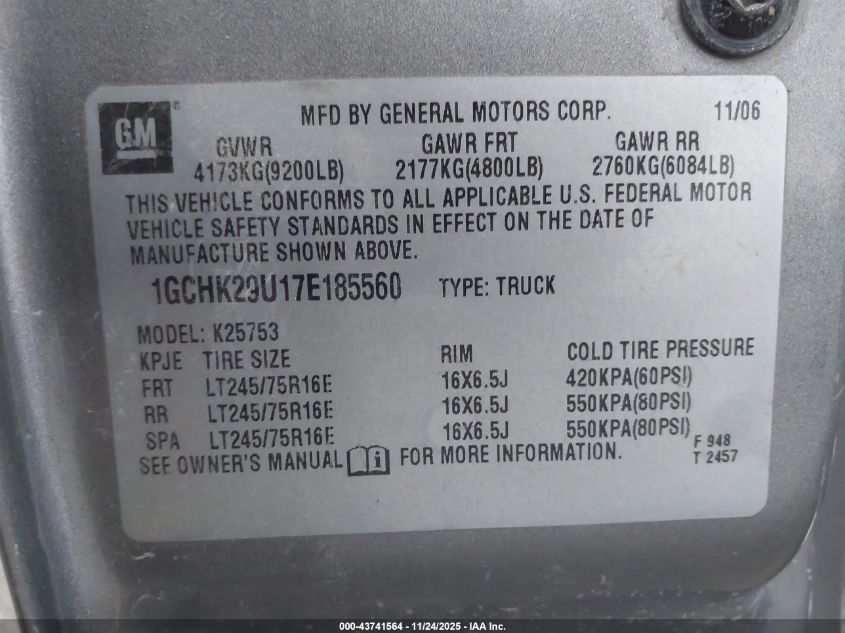 GM
MFD BY GENERAL MOTORS CORP. 11/06
GVWR GAWR FRT GAWR RR
4173KG(9200LB) 2177KG(4800LB) 2760KG(6084LB)
THIS VEHICLE CONFORMS TO ALL APPLICABLE U.S. FEDERAL MOTOR
VEHICLE SAFETY STANDARDS IN EFFECT ON THE DATE OF
MANUFACTURE SHOWN ABOVE.
1GCHK29U17E185560 TYPE: TRUCK
MODEL: K25753
KPJE TIRE SIZE RIM COLD TIRE PRESSURE
FRT LT245/75R16E 16X6.5J 420KPA(60PSI)
RR LT245/75R16E 16X6.5J 550KPA(80PSI)
SPA LT245/75R16E 16X6.5J 550KPA(80PSI)
SEE OWNER'S MANUAL i FOR MORE INFORMATION.
F 948
T 2457
000-43741564 - 11/24/2025 - IAA Inc.